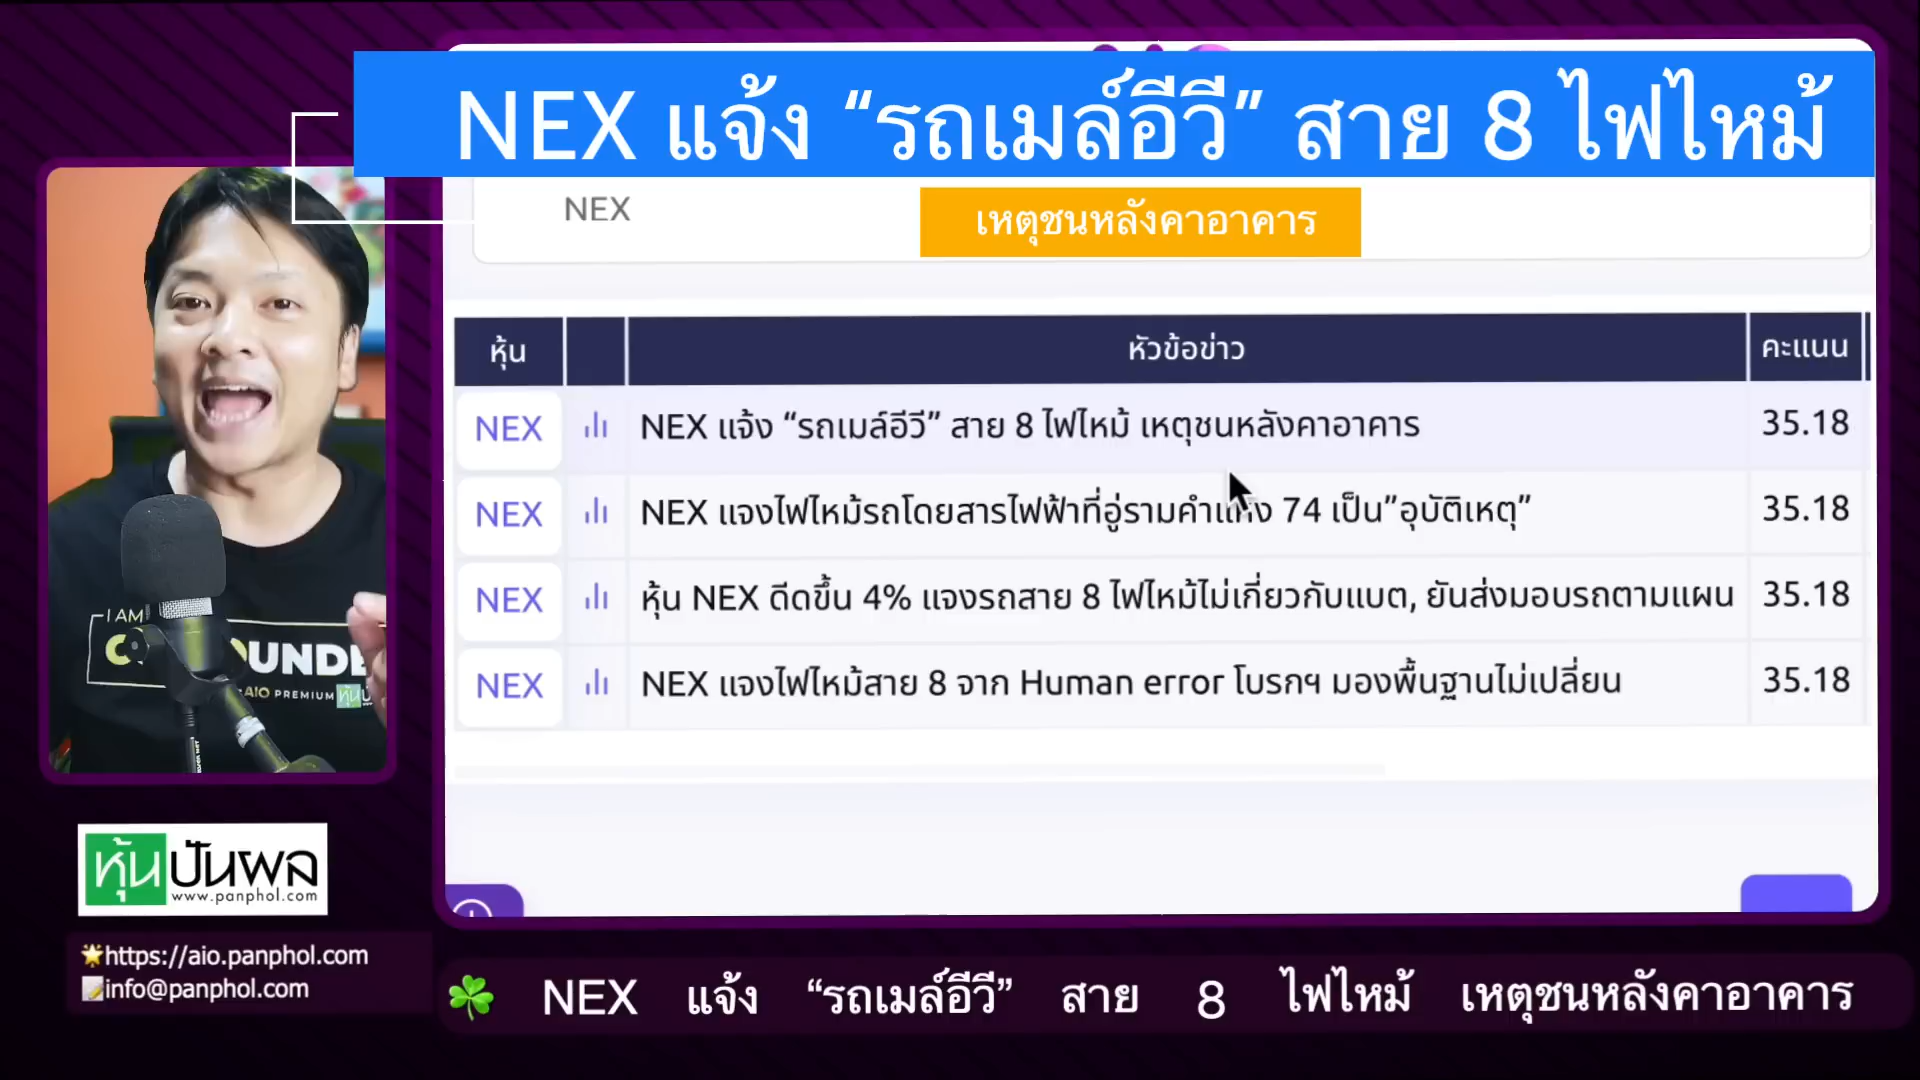 NEX แจ้ง “รถเมล์อีวี” สาย 8 ไฟไหม้
NEX
เหตุชนหลังคาอาคาร
หุ้น
หัวข้อข่าว
คะแนน
NEX
NEX แจ้ง “รถเมล์อีวี” สาย 8 ไฟไหม้ เหตุชนหลังคาอาคาร
35.18
NEX
NEX แจงไฟไหม้รถโดยสารไฟฟ้าที่อู่รามคำแหง 74 เป็น”อุบัติเหตุ”
35.18
NEX
หุ้น NEX ดีดขึ้น 4% แจงรถสาย 8 ไฟไหม้ไม่เกี่ยวกับแบต, ยันส่งมอบรถตามแผน
35.18
NEX
NEX แจงไฟไหม้สาย 8 จาก Human error โบรกฯ มองพื้นฐานไม่เปลี่ยน
35.18
I AM
UNDE
AIO PREMIUM
หุ้นปันผล
www.panphol.com
https://aio.panphol.com
info@panphol.com
NEX แจ้ง “รถเมล์อีวี” สาย 8 ไฟไหม้ เหตุชนหลังคาอาคาร